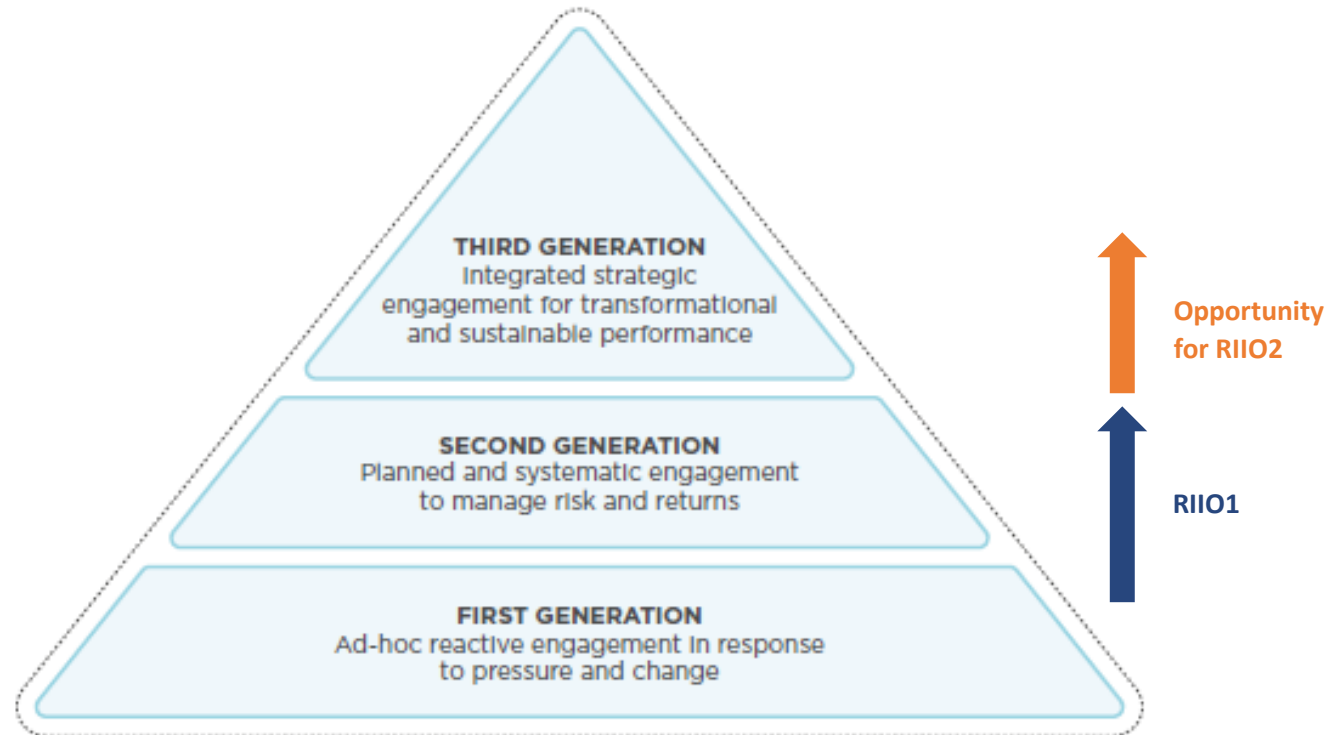 THIRD GENERATION
Integrated strategic
engagement for transformational
and sustainable performance
Opportunity
for RIIO2
SECOND GENERATION
Planned and systematic engagement
to manage risk and returns
RIIO1
FIRST GENERATION
Ad-hoc reactive engagement in response
to pressure and change